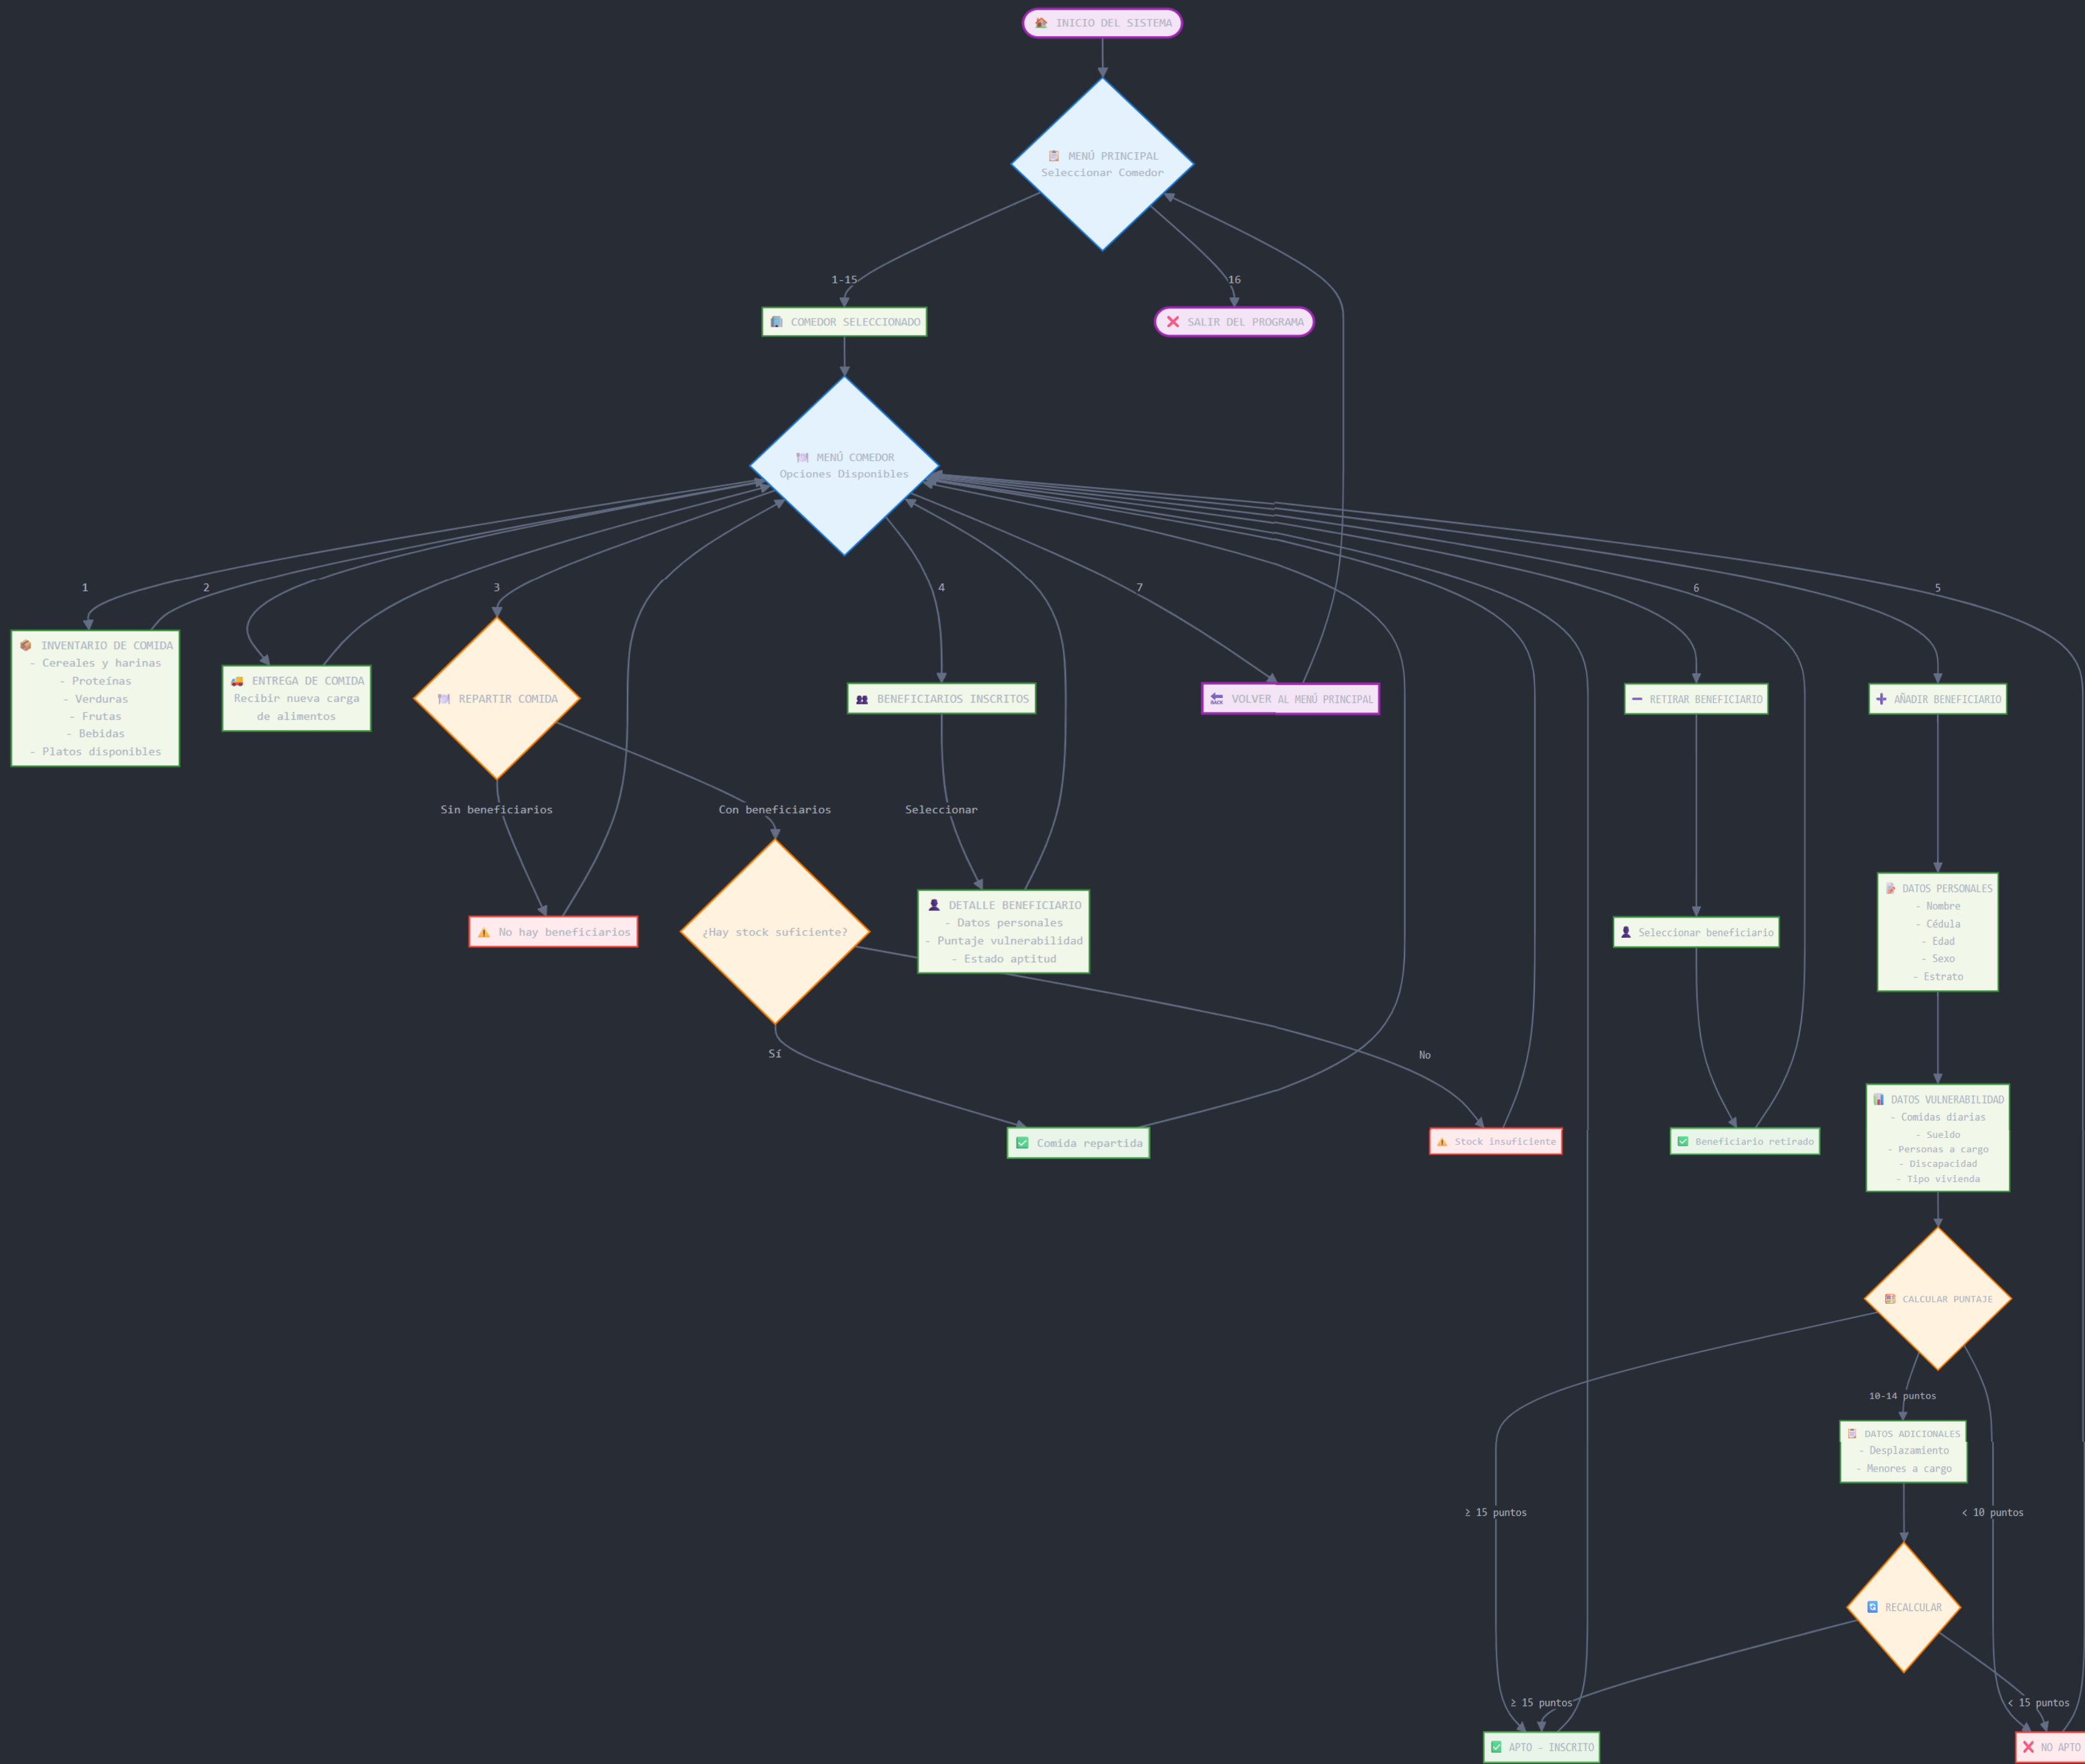 INICIO DEL SISTEMA
MENÚ PRINCIPAL
Seleccionar Comedor
1-15
16
COMEDOR SELECCIONADO
SALIR DEL PROGRAMA
MENÚ COMEDOR
Opciones Disponibles
1
2
3
4
7
6
5
INVENTARIO DE COMIDA
- Cereales y harinas
- Proteínas
- Verduras
- Frutas
- Bebidas
- Platos disponibles
ENTREGA DE COMIDA
Recibir nueva carga
de alimentos
REPARTIR COMIDA
BENEFICIARIOS INSCRITOS
BACK
VOLVER AL MENÚ PRINCIPAL
RETIRAR BENEFICIARIO
AÑADIR BENEFICIARIO
Sin beneficiarios
Con beneficiarios
Seleccionar
No hay beneficiarios
¿Hay stock suficiente?
DETALLE BENEFICIARIO
- Datos personales
- Puntaje vulnerabilidad
- Estado aptitud
Seleccionar beneficiario
DATOS PERSONALES
- Nombre
- Cédula
- Edad
- Sexo
- Estrato
Sí
No
Comida repartida
Stock insuficiente
Beneficiario retirado
DATOS VULNERABILIDAD
- Comidas diarias
- Sueldo
- Personas a cargo
- Discapacidad
- Tipo vivienda
CALCULAR PUNTAJE
10-14 puntos
DATOS ADICIONALES
- Desplazamiento
- Menores a cargo
≥ 15 puntos
< 10 puntos
RECALCULAR
≥ 15 puntos
< 15 puntos
APTO - INSCRITO
NO APTO